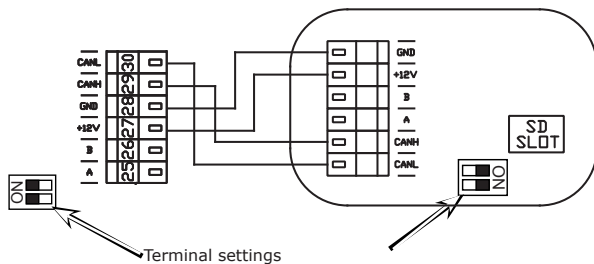 CANL 30
CANH 29
GND 28
+12V 27
B 26
A 25
GND
+12V
B
A
CANH
CANL
SD
SLOT
ON
ON
Terminal settings